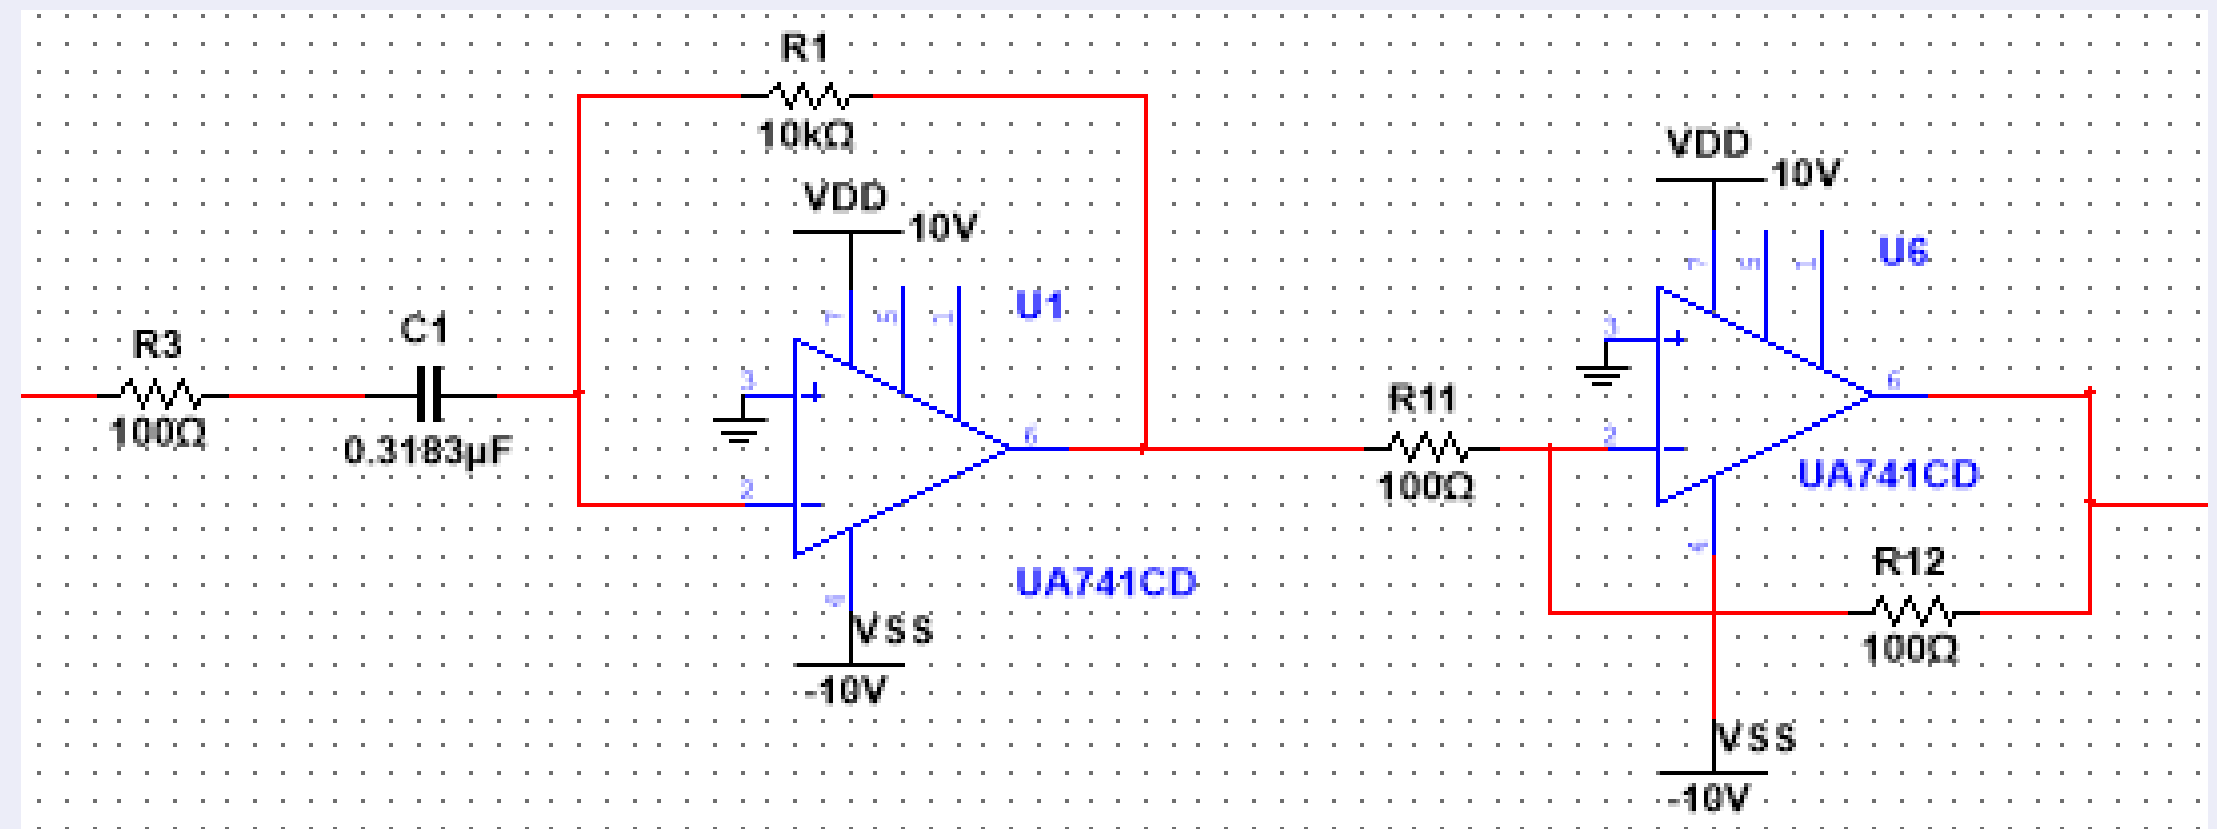 R1
10kΩ
VDD
10V
7
5
1
U1
R3
100Ω
C1
0.3183µF
3
+
2
6
4
UA741CD
VSS
-10V
R11
100Ω
VDD
10V
7
5
1
U6
3
+
2
6
4
UA741CD
R12
100Ω
VSS
-10V